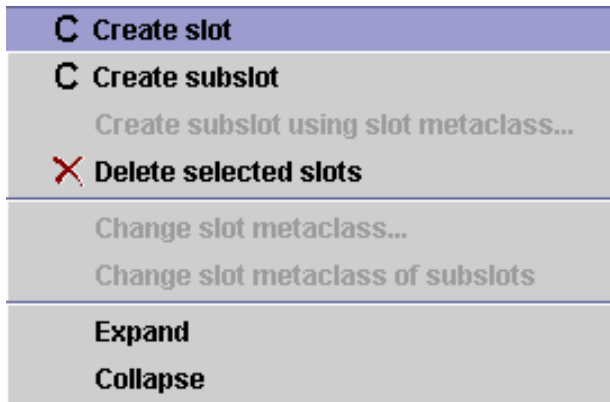 C Create slot
C Create subslot
Create subslot using slot metaclass...
Delete selected slots
Change slot metaclass...
Change slot metaclass of subslots
Expand
Collapse